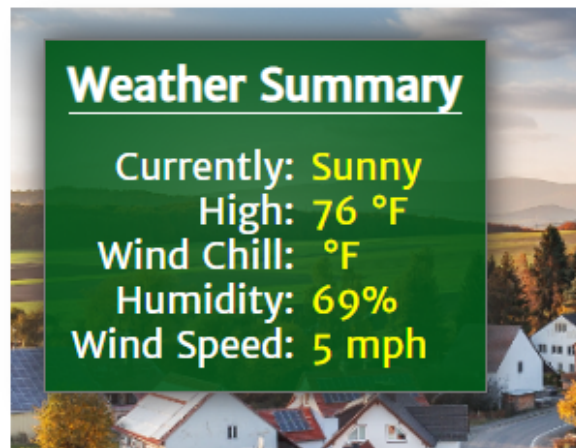 Weather Summary
Currently: Sunny
High: 76 °F
Wind Chill: °F
Humidity: 69%
Wind Speed: 5 mph